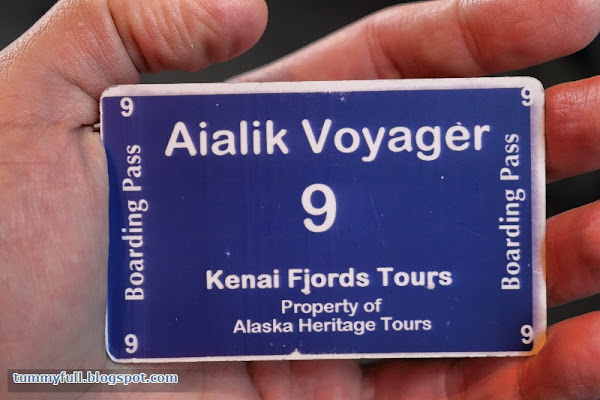 9
9
Aialik Voyager
Boarding Pass
9
Boarding Pass
Kenai Fjords Tours
Property of
Alaska Heritage Tours
9
9
tummyfull.blogspot.com